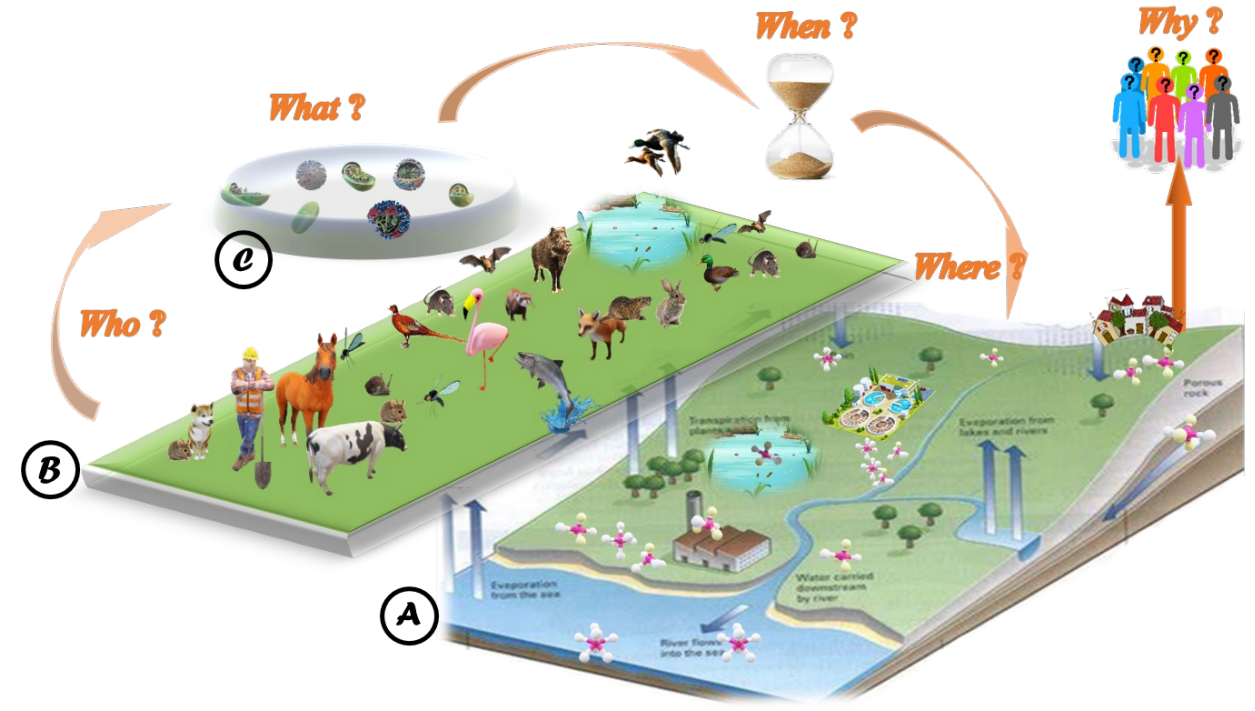 When ?
Why ?
What ?
Where ?
Who ?
C
B
A
Transpiration from
plants
Evaporation from
lakes and rivers
Porous
rock
Evaporation
from the sea
Water carried
downstream
by river
River flows
into the sea
? ? ? ?
? ? ? ?